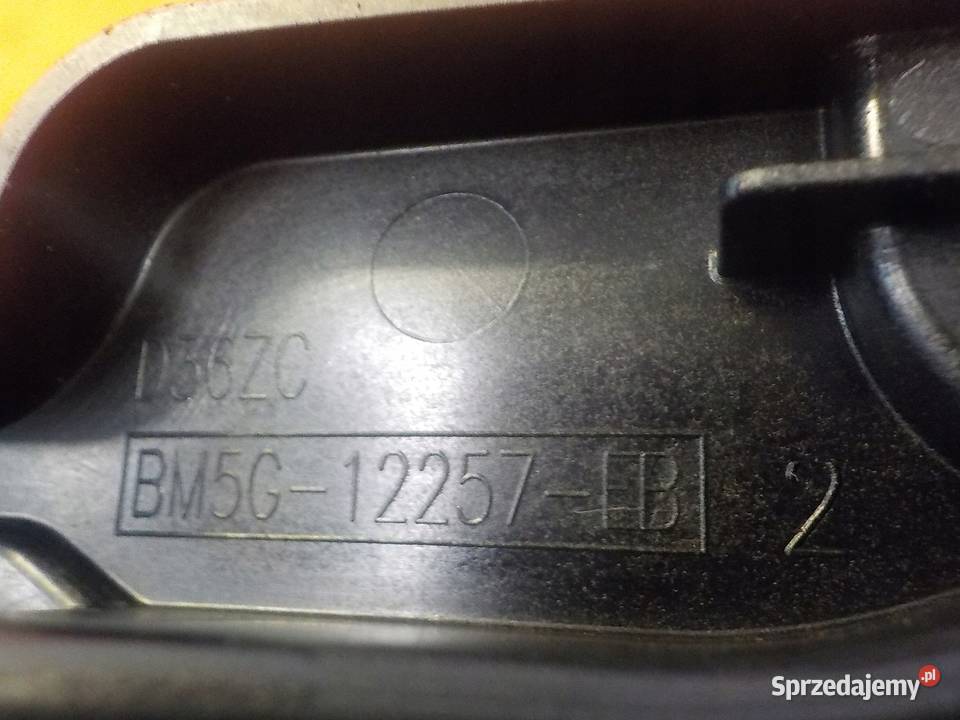 D36ZC
BM5G-12257-EB 2
Sprzedajemy.pl